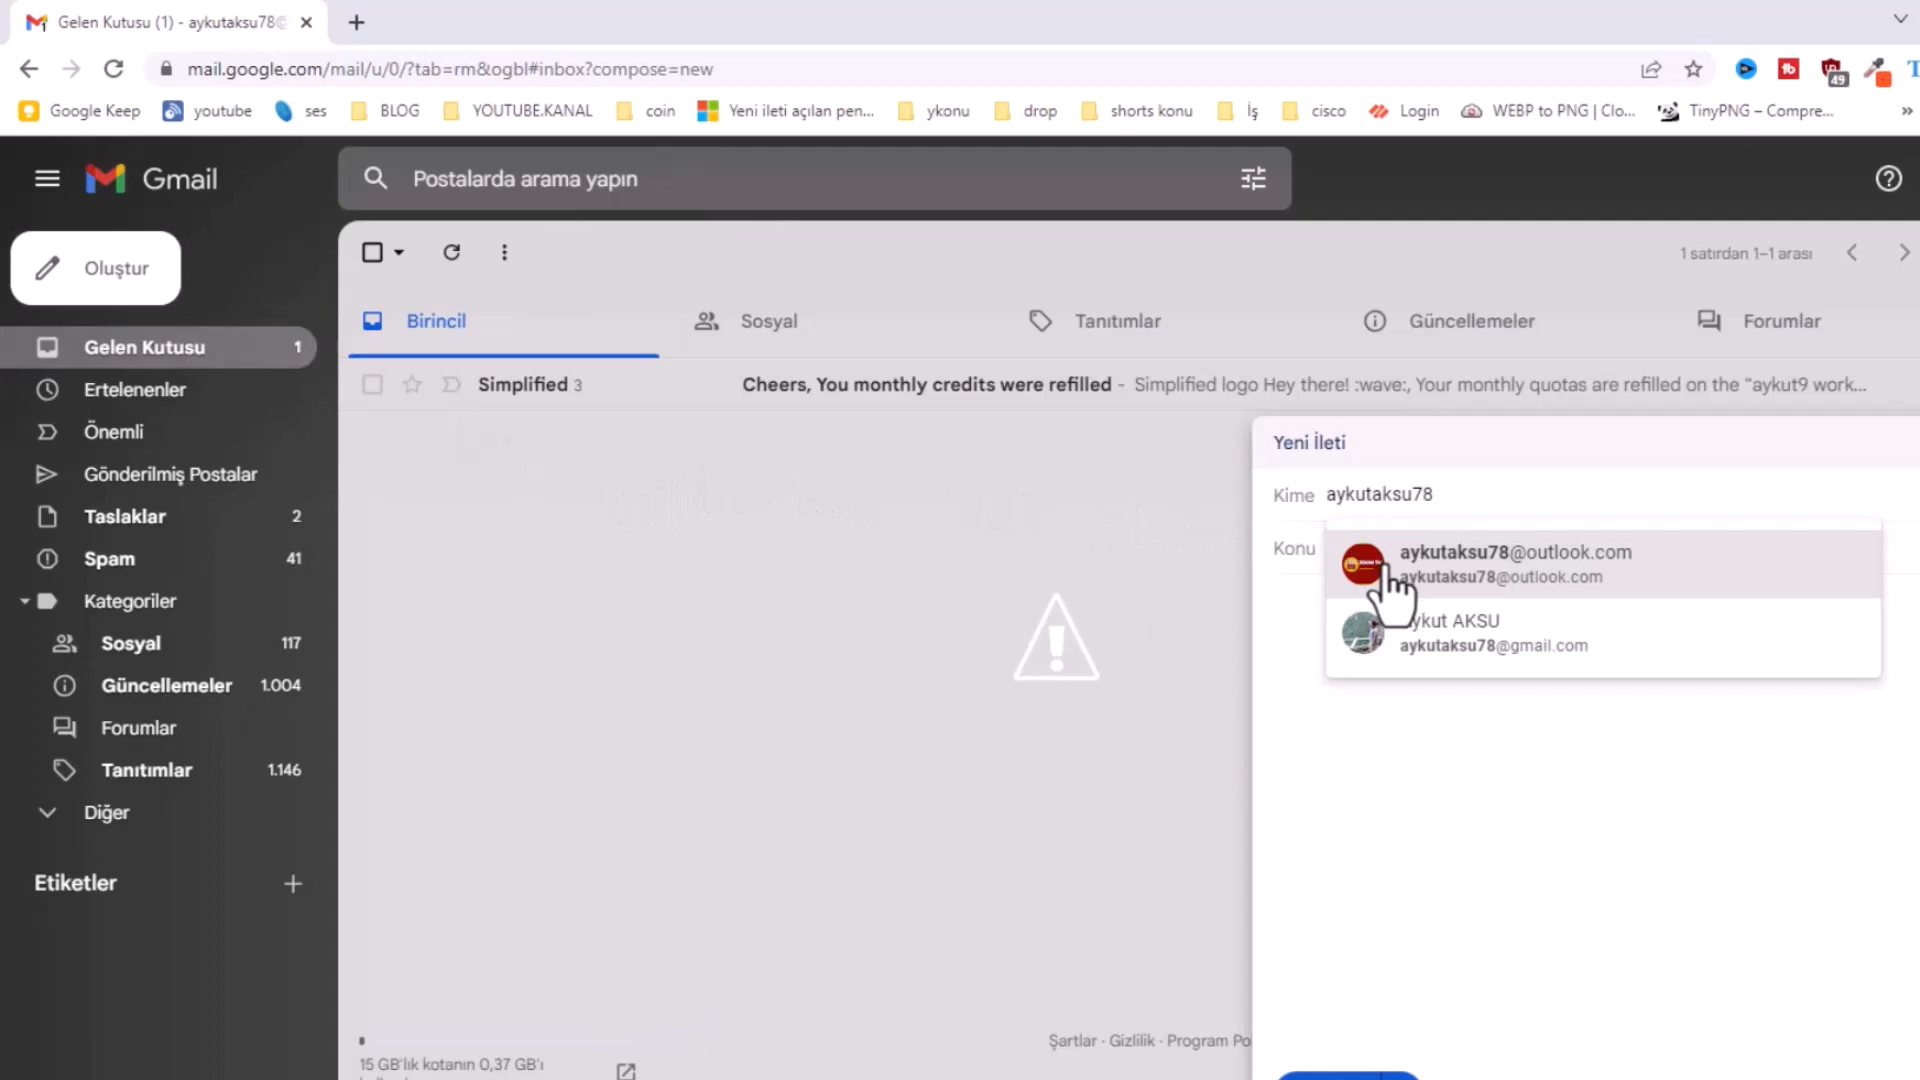 Gelen Kutusu (1) - aykutaksu78@
mail.google.com/mail/u/0/?tab=rm&ogbl#inbox?compose=new
49
Google Keep youtube ses BLOG YOUTUBE.KANAL coin Yeni ileti açılan pen... ykonu drop shorts konu İş cisco Login WEBP to PNG | Clo... TinyPNG – Compre... »
Gmail
Postalarda arama yapın
Oluştur
1 satırdan 1–1 arası
Birincil Sosyal Tanıtımlar Güncellemeler Forumlar
Gelen Kutusu 1
Simplified 3 Cheers, You monthly credits were refilled - Simplified logo Hey there! :wave:, Your monthly quotas are refilled on the "aykut9 work...
Ertelenenler
Önemli
Gönderilmiş Postalar
Taslaklar 2
Spam 41
Kategoriler
Sosyal 117
Güncellemeler 1.004
Forumlar
Tanıtımlar 1.146
Diğer
Etiketler
Yeni İleti
Kime aykutaksu78
Konu
aykutaksu78@outlook.com
aykutaksu78@outlook.com
Aykut AKSU
aykutaksu78@gmail.com
Şartlar · Gizlilik · Program Po
15 GB'lık kotanın 0,37 GB'ı